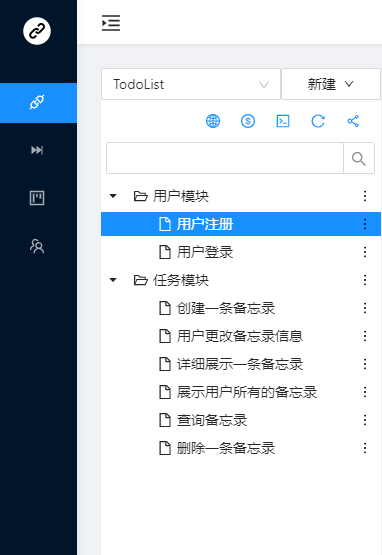 TodoList
新建
用户模块
用户注册
用户登录
任务模块
创建一条备忘录
用户更改备忘录信息
详细展示一条备忘录
展示用户所有的备忘录
查询备忘录
删除一条备忘录